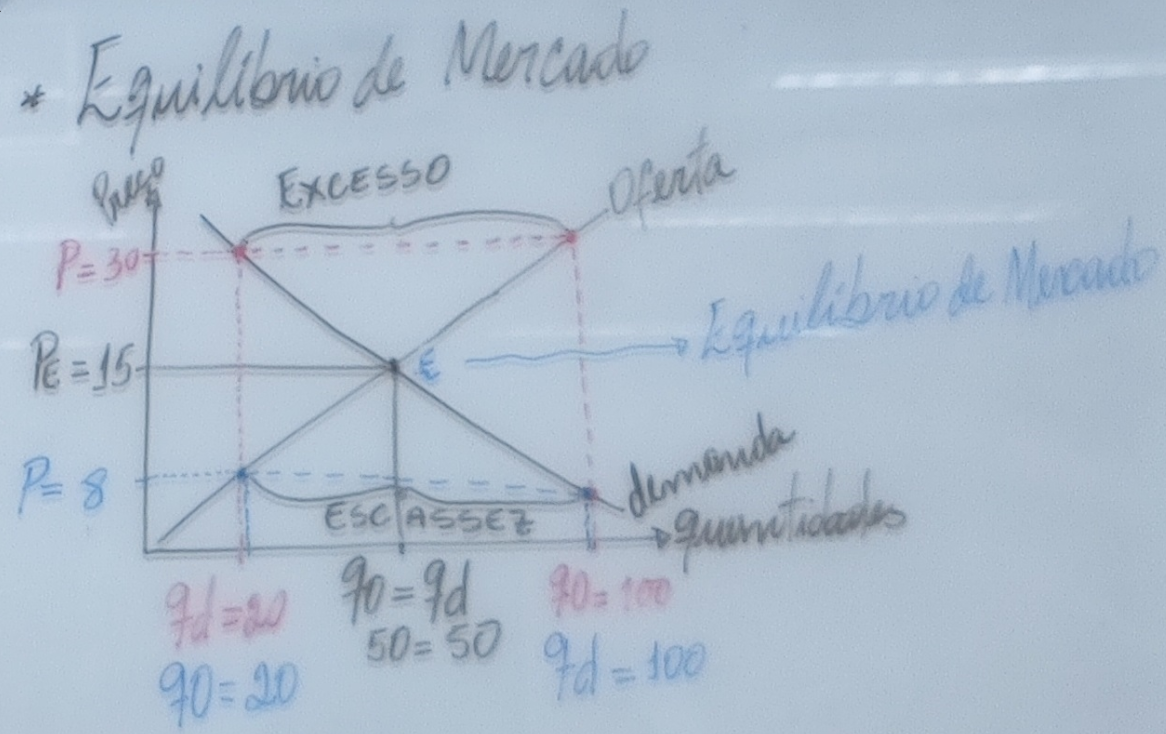 * Equilíbrio de Mercado
Preço
EXCESSO
Oferta
P=30
Equilíbrio de Mercado
PE=15
E
P=8
demanda
ESCASSEZ
quantidades
qd=20
qo=qd
qo=100
50=50
qo=20
qd=100